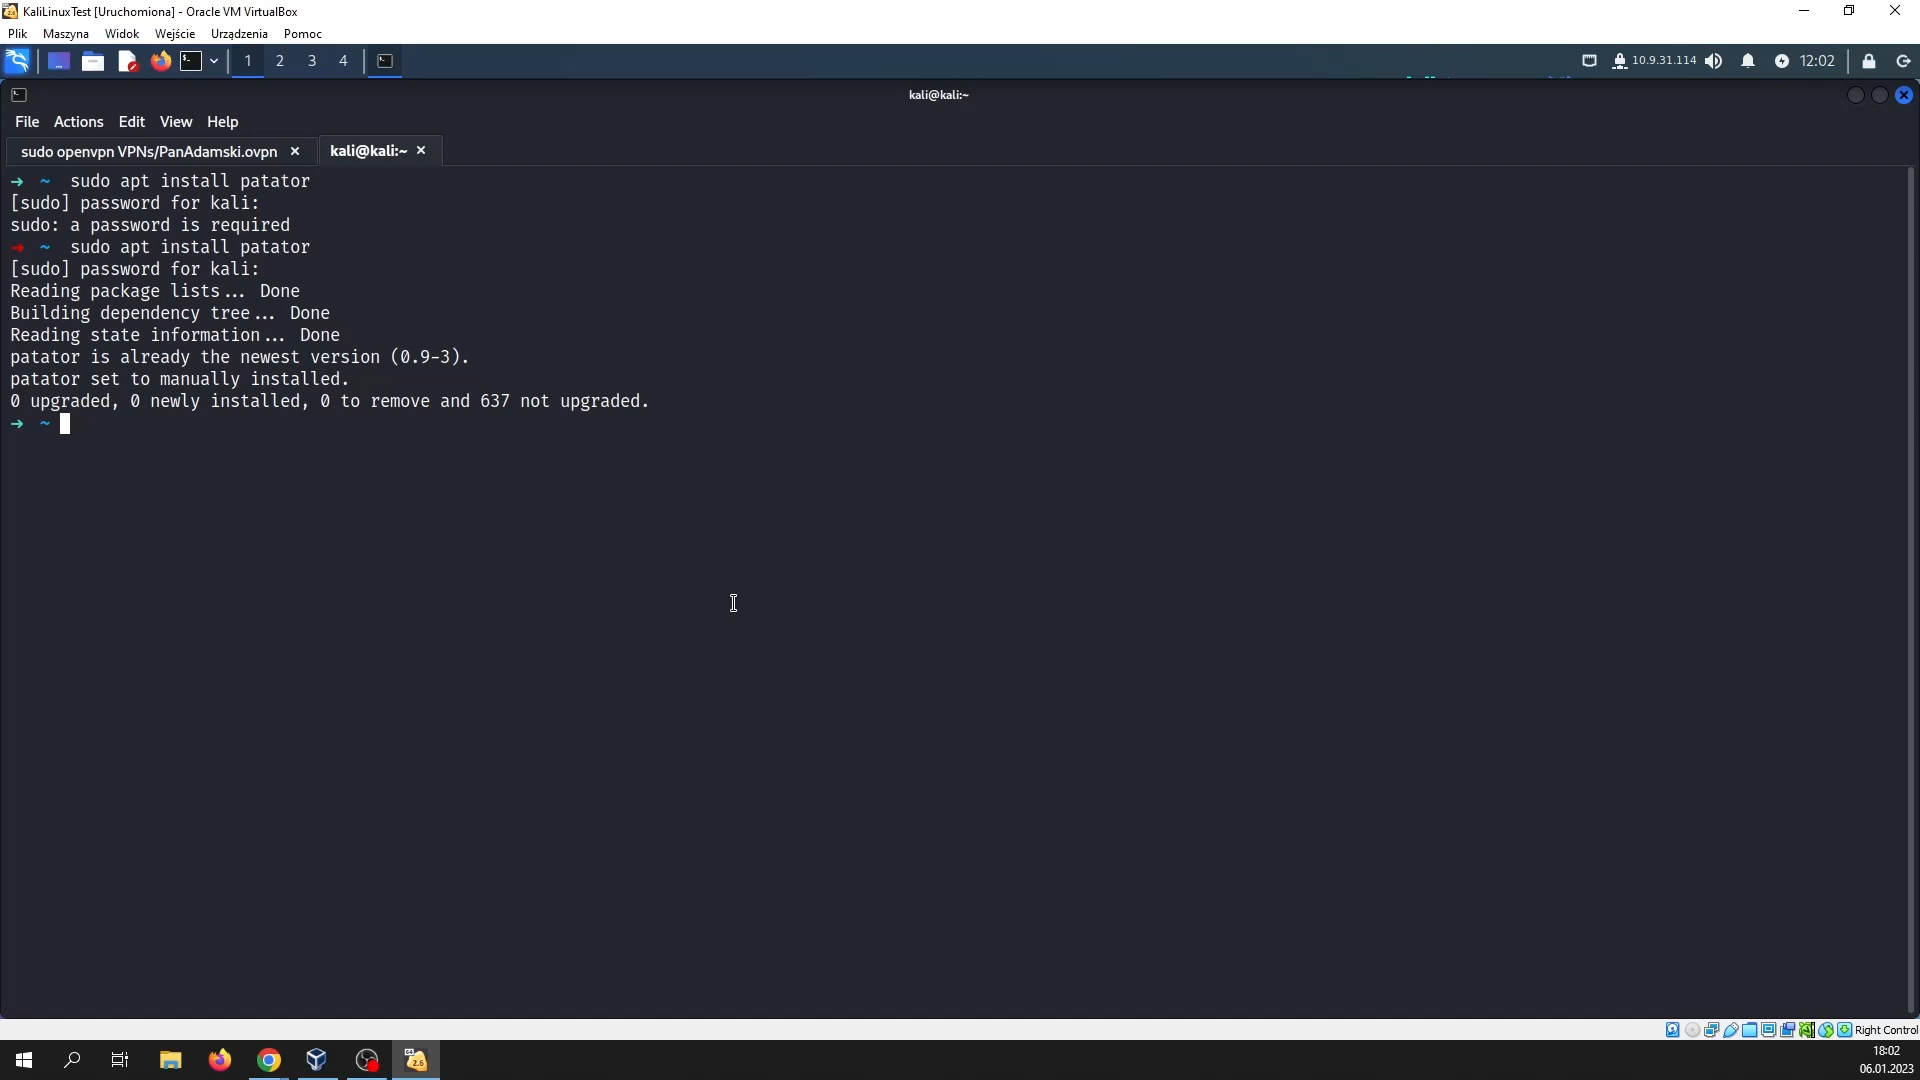 KaliLinuxTest [Uruchomiona] - Oracle VM VirtualBox
Plik Maszyna Widok Wejście Urządzenia Pomoc
1 2 3 4 10.9.31.114 12:02
kali@kali:~
File Actions Edit View Help
sudo openvpn VPNs/PanAdamski.ovpn kali@kali:~
→ ~ sudo apt install patator
[sudo] password for kali:
sudo: a password is required
→ ~ sudo apt install patator
[sudo] password for kali:
Reading package lists... Done
Building dependency tree... Done
Reading state information... Done
patator is already the newest version (0.9-3).
patator set to manually installed.
0 upgraded, 0 newly installed, 0 to remove and 637 not upgraded.
→ ~
Right Control
18:02
06.01.2023